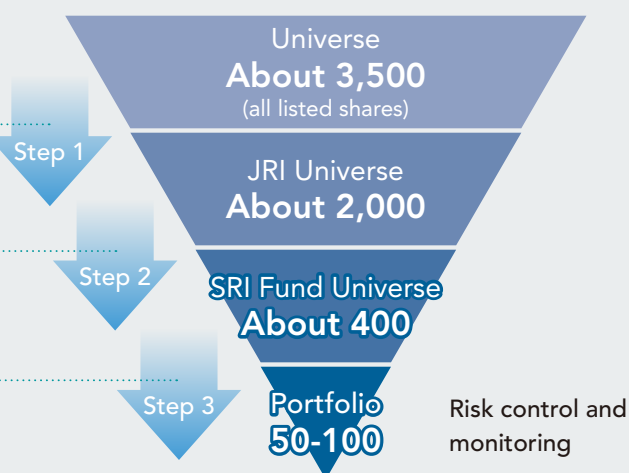 Universe
About 3,500
(all listed shares)
Step 1
JRI Universe
About 2,000
Step 2
SRI Fund Universe
About 400
Step 3
Portfolio
50-100
Risk control and
monitoring